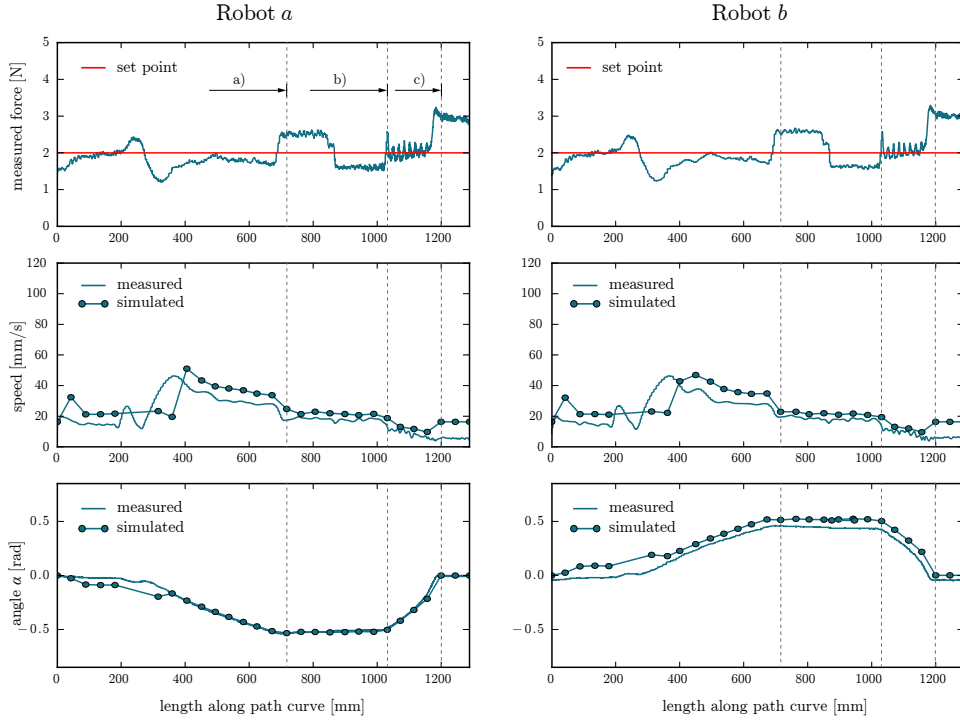 Robot a
Robot b
measured force [N]
5
4
3
2
1
0
set point
a)
b)
c)
0 200 400 600 800 1000 1200
5
4
3
2
1
0
set point
0 200 400 600 800 1000 1200
speed [mm/s]
120
100
80
60
40
20
0
measured
simulated
0 200 400 600 800 1000 1200
120
100
80
60
40
20
0
measured
simulated
0 200 400 600 800 1000 1200
angle α [rad]
0.5
0.0
−0.5
measured
simulated
0 200 400 600 800 1000 1200
length along path curve [mm]
0.5
0.0
−0.5
measured
simulated
0 200 400 600 800 1000 1200
length along path curve [mm]